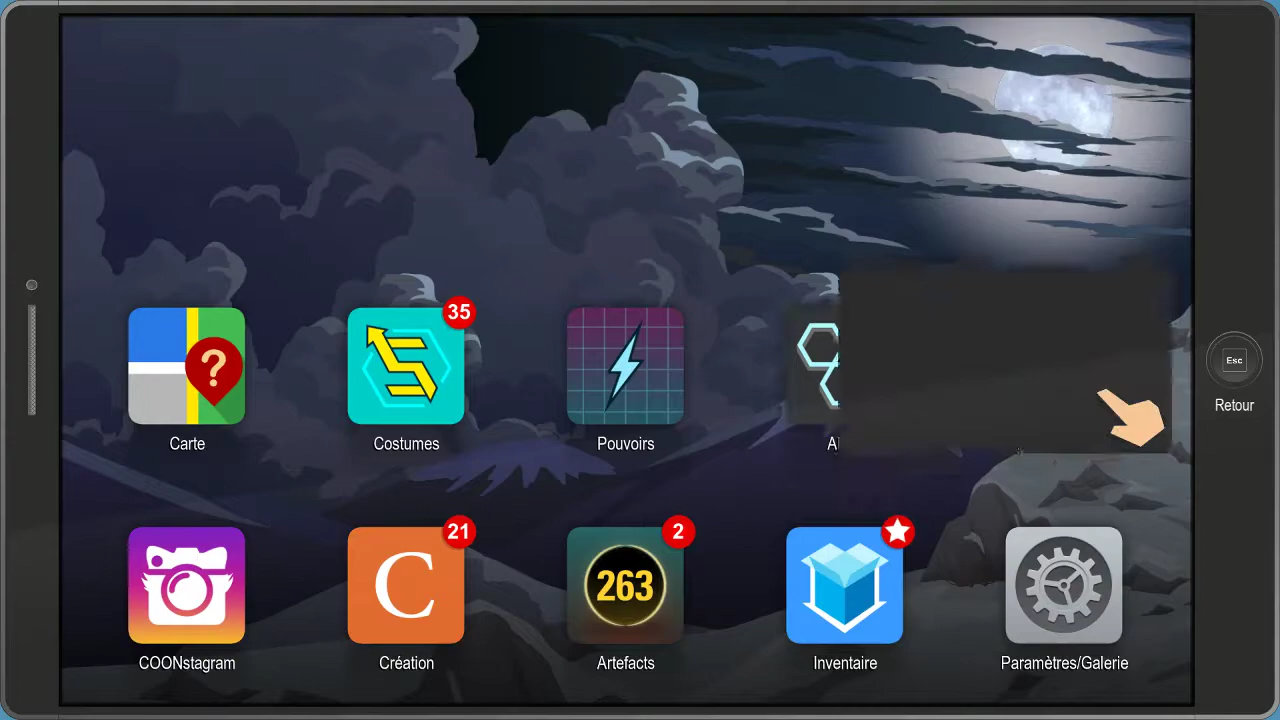 35
Carte
Costumes
Pouvoirs
Esc
Retour
21
2
C
263
COONstagram
Création
Artefacts
Inventaire
Paramètres/Galerie